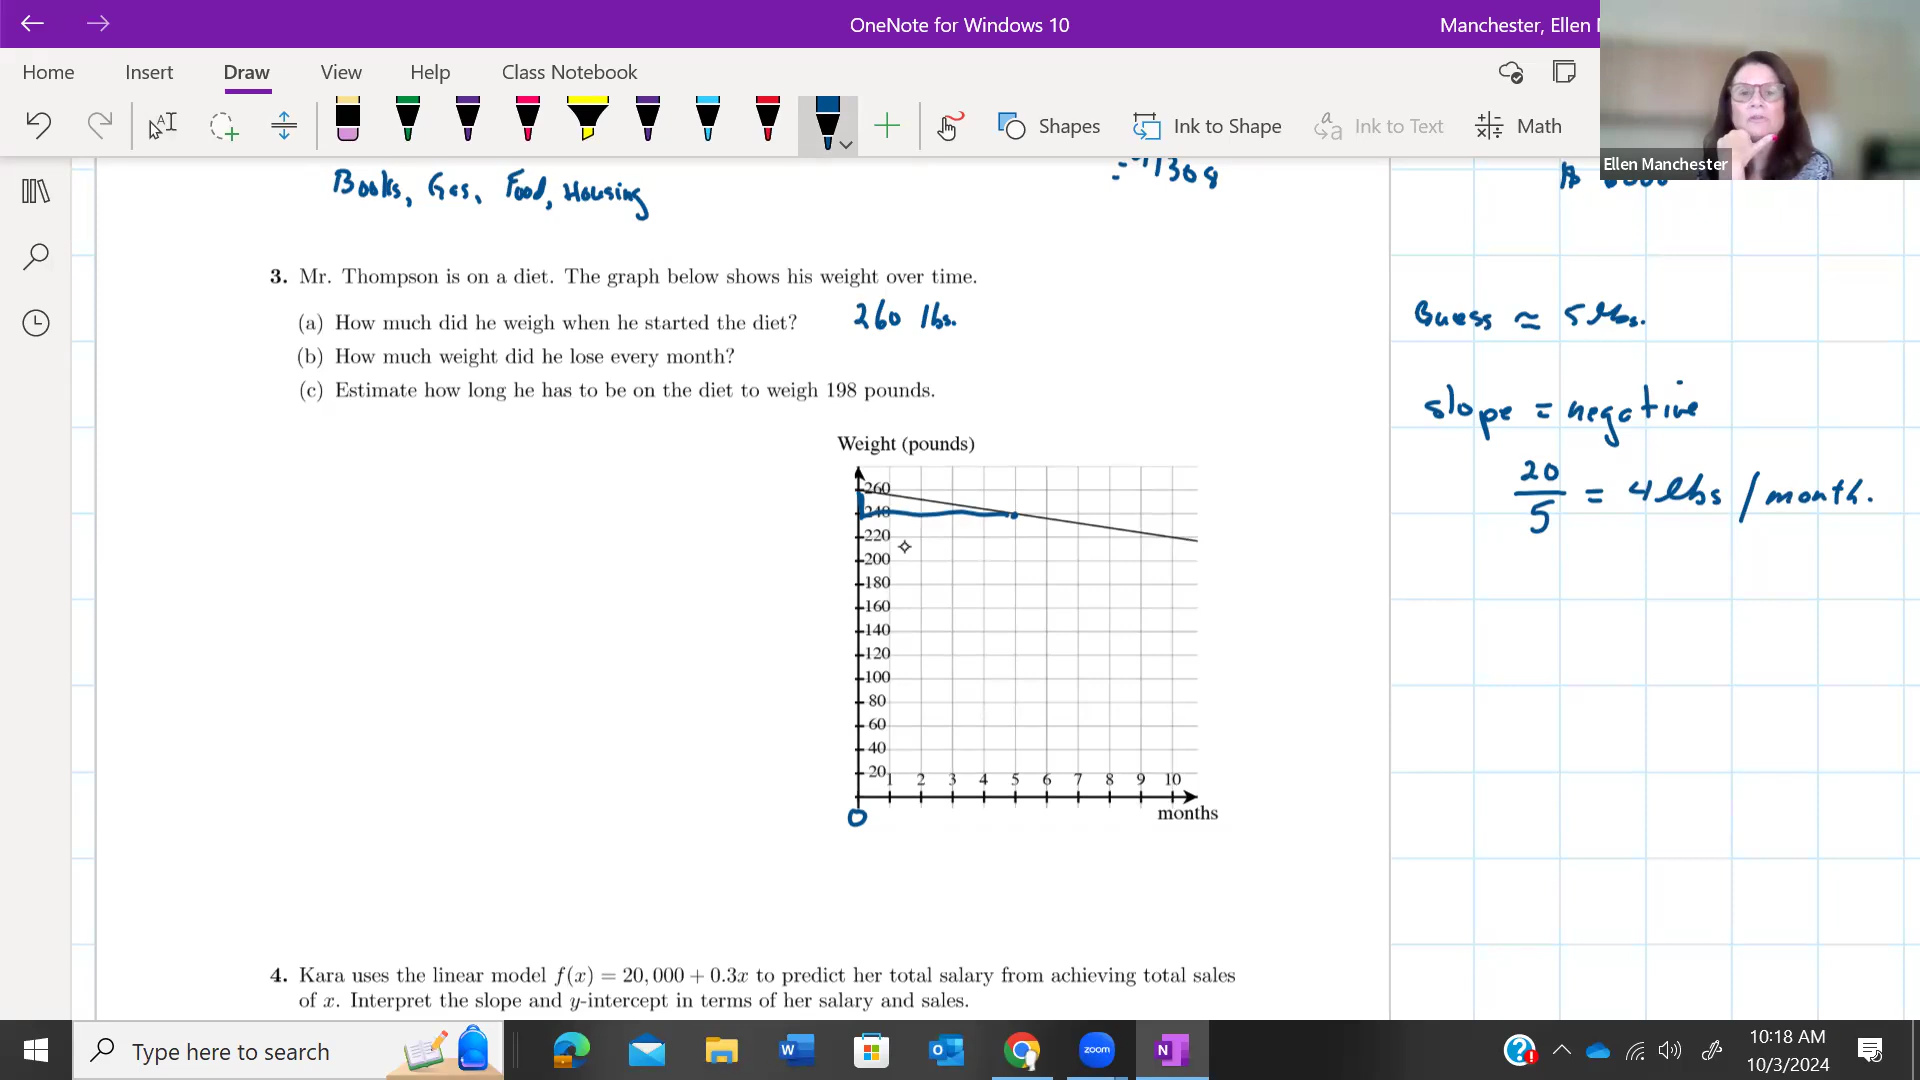 OneNote for Windows 10
Manchester, Ellen
Home Insert Draw View Help Class Notebook
Shapes Ink to Shape Ink to Text Math
Ellen Manchester
Books, Gas, Food, Housing
3. Mr. Thompson is on a diet. The graph below shows his weight over time.
(a) How much did he weigh when he started the diet? 260 lbs.
(b) How much weight did he lose every month?
(c) Estimate how long he has to be on the diet to weigh 198 pounds.
Guess ≈ 5 lbs.
slope = negative
20/5 = 4 lbs / month.
Weight (pounds)
260
240
220
200
180
160
140
120
100
80
60
40
20
1 2 3 4 5 6 7 8 9 10
months
0
4. Kara uses the linear model f(x) = 20,000 + 0.3x to predict her total salary from achieving total sales
of x. Interpret the slope and y-intercept in terms of her salary and sales.
Type here to search
zoom
10:18 AM
10/3/2024